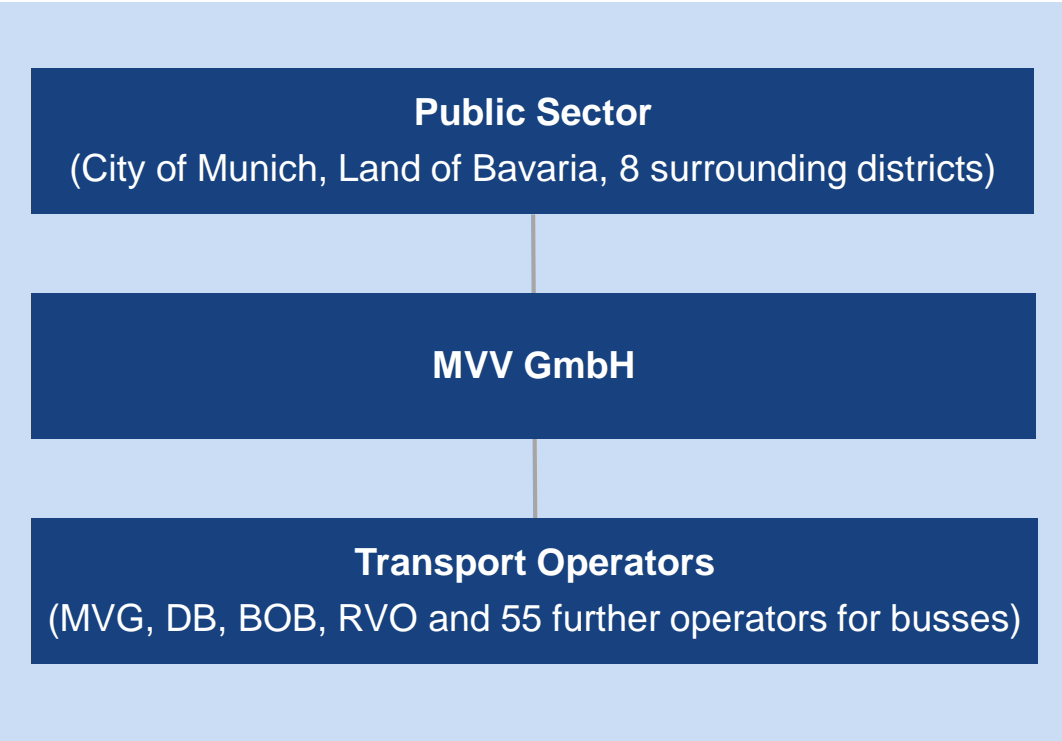 Public Sector
(City of Munich, Land of Bavaria, 8 surrounding districts)
MVV GmbH
Transport Operators
(MVG, DB, BOB, RVO and 55 further operators for busses)